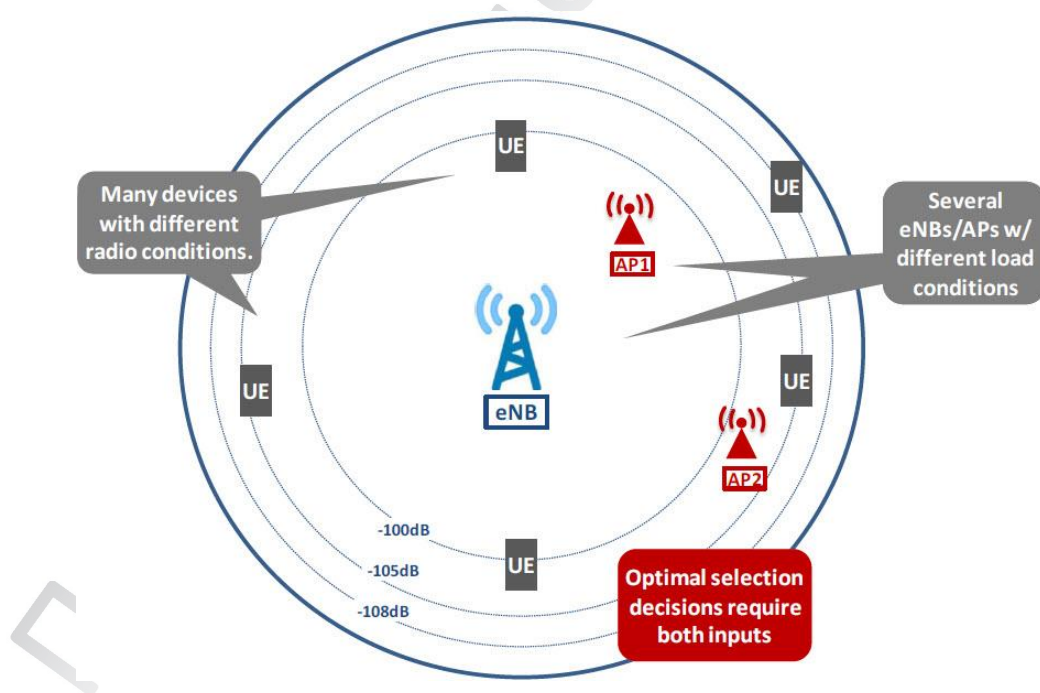 UE
UE
Many devices
with different
radio conditions.
Several
eNBs/APs w/
different load
conditions
AP1
UE
eNB
UE
AP2
-100dB
-105dB
-108dB
UE
Optimal selection
decisions require
both inputs